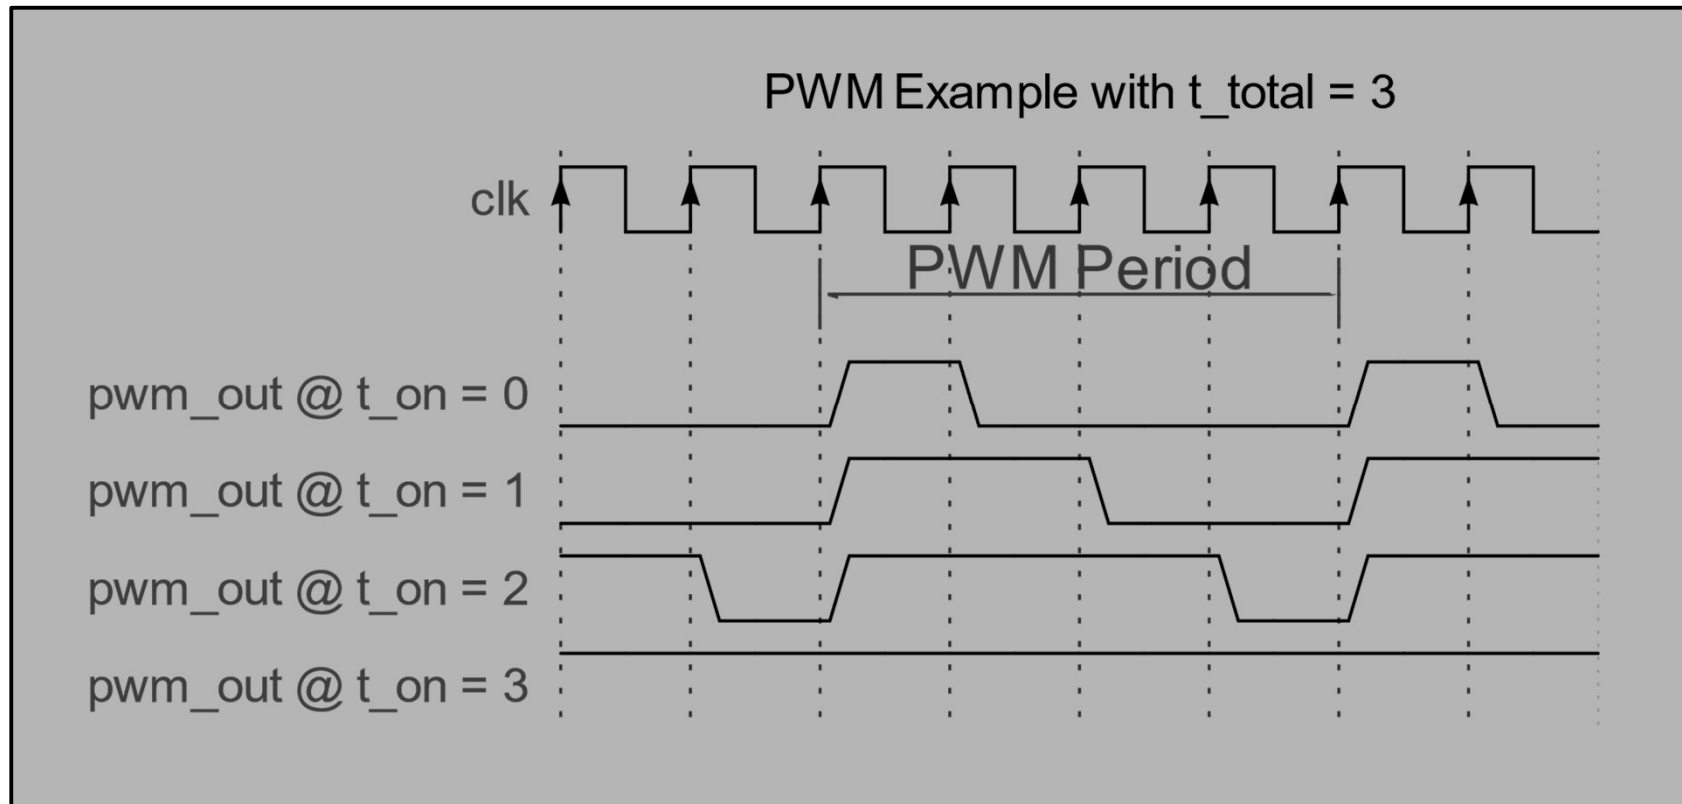 PWM Example with t_total = 3
clk
PWM Period
pwm_out @ t_on = 0
pwm_out @ t_on = 1
pwm_out @ t_on = 2
pwm_out @ t_on = 3